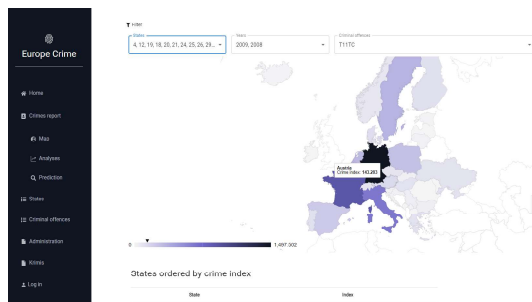 Europe Crime
Home
Crimes report
Map
Analyses
Prediction
States
Criminal offences
Administration
Krimis
Log in
Filter
States
4, 12, 19, 18, 20, 21, 24, 25, 26, 29...
Years
2009, 2008
Criminal offences
T11TC
Austria
Crime index: 143,203
0
1,497,302
States ordered by crime index
State
Index